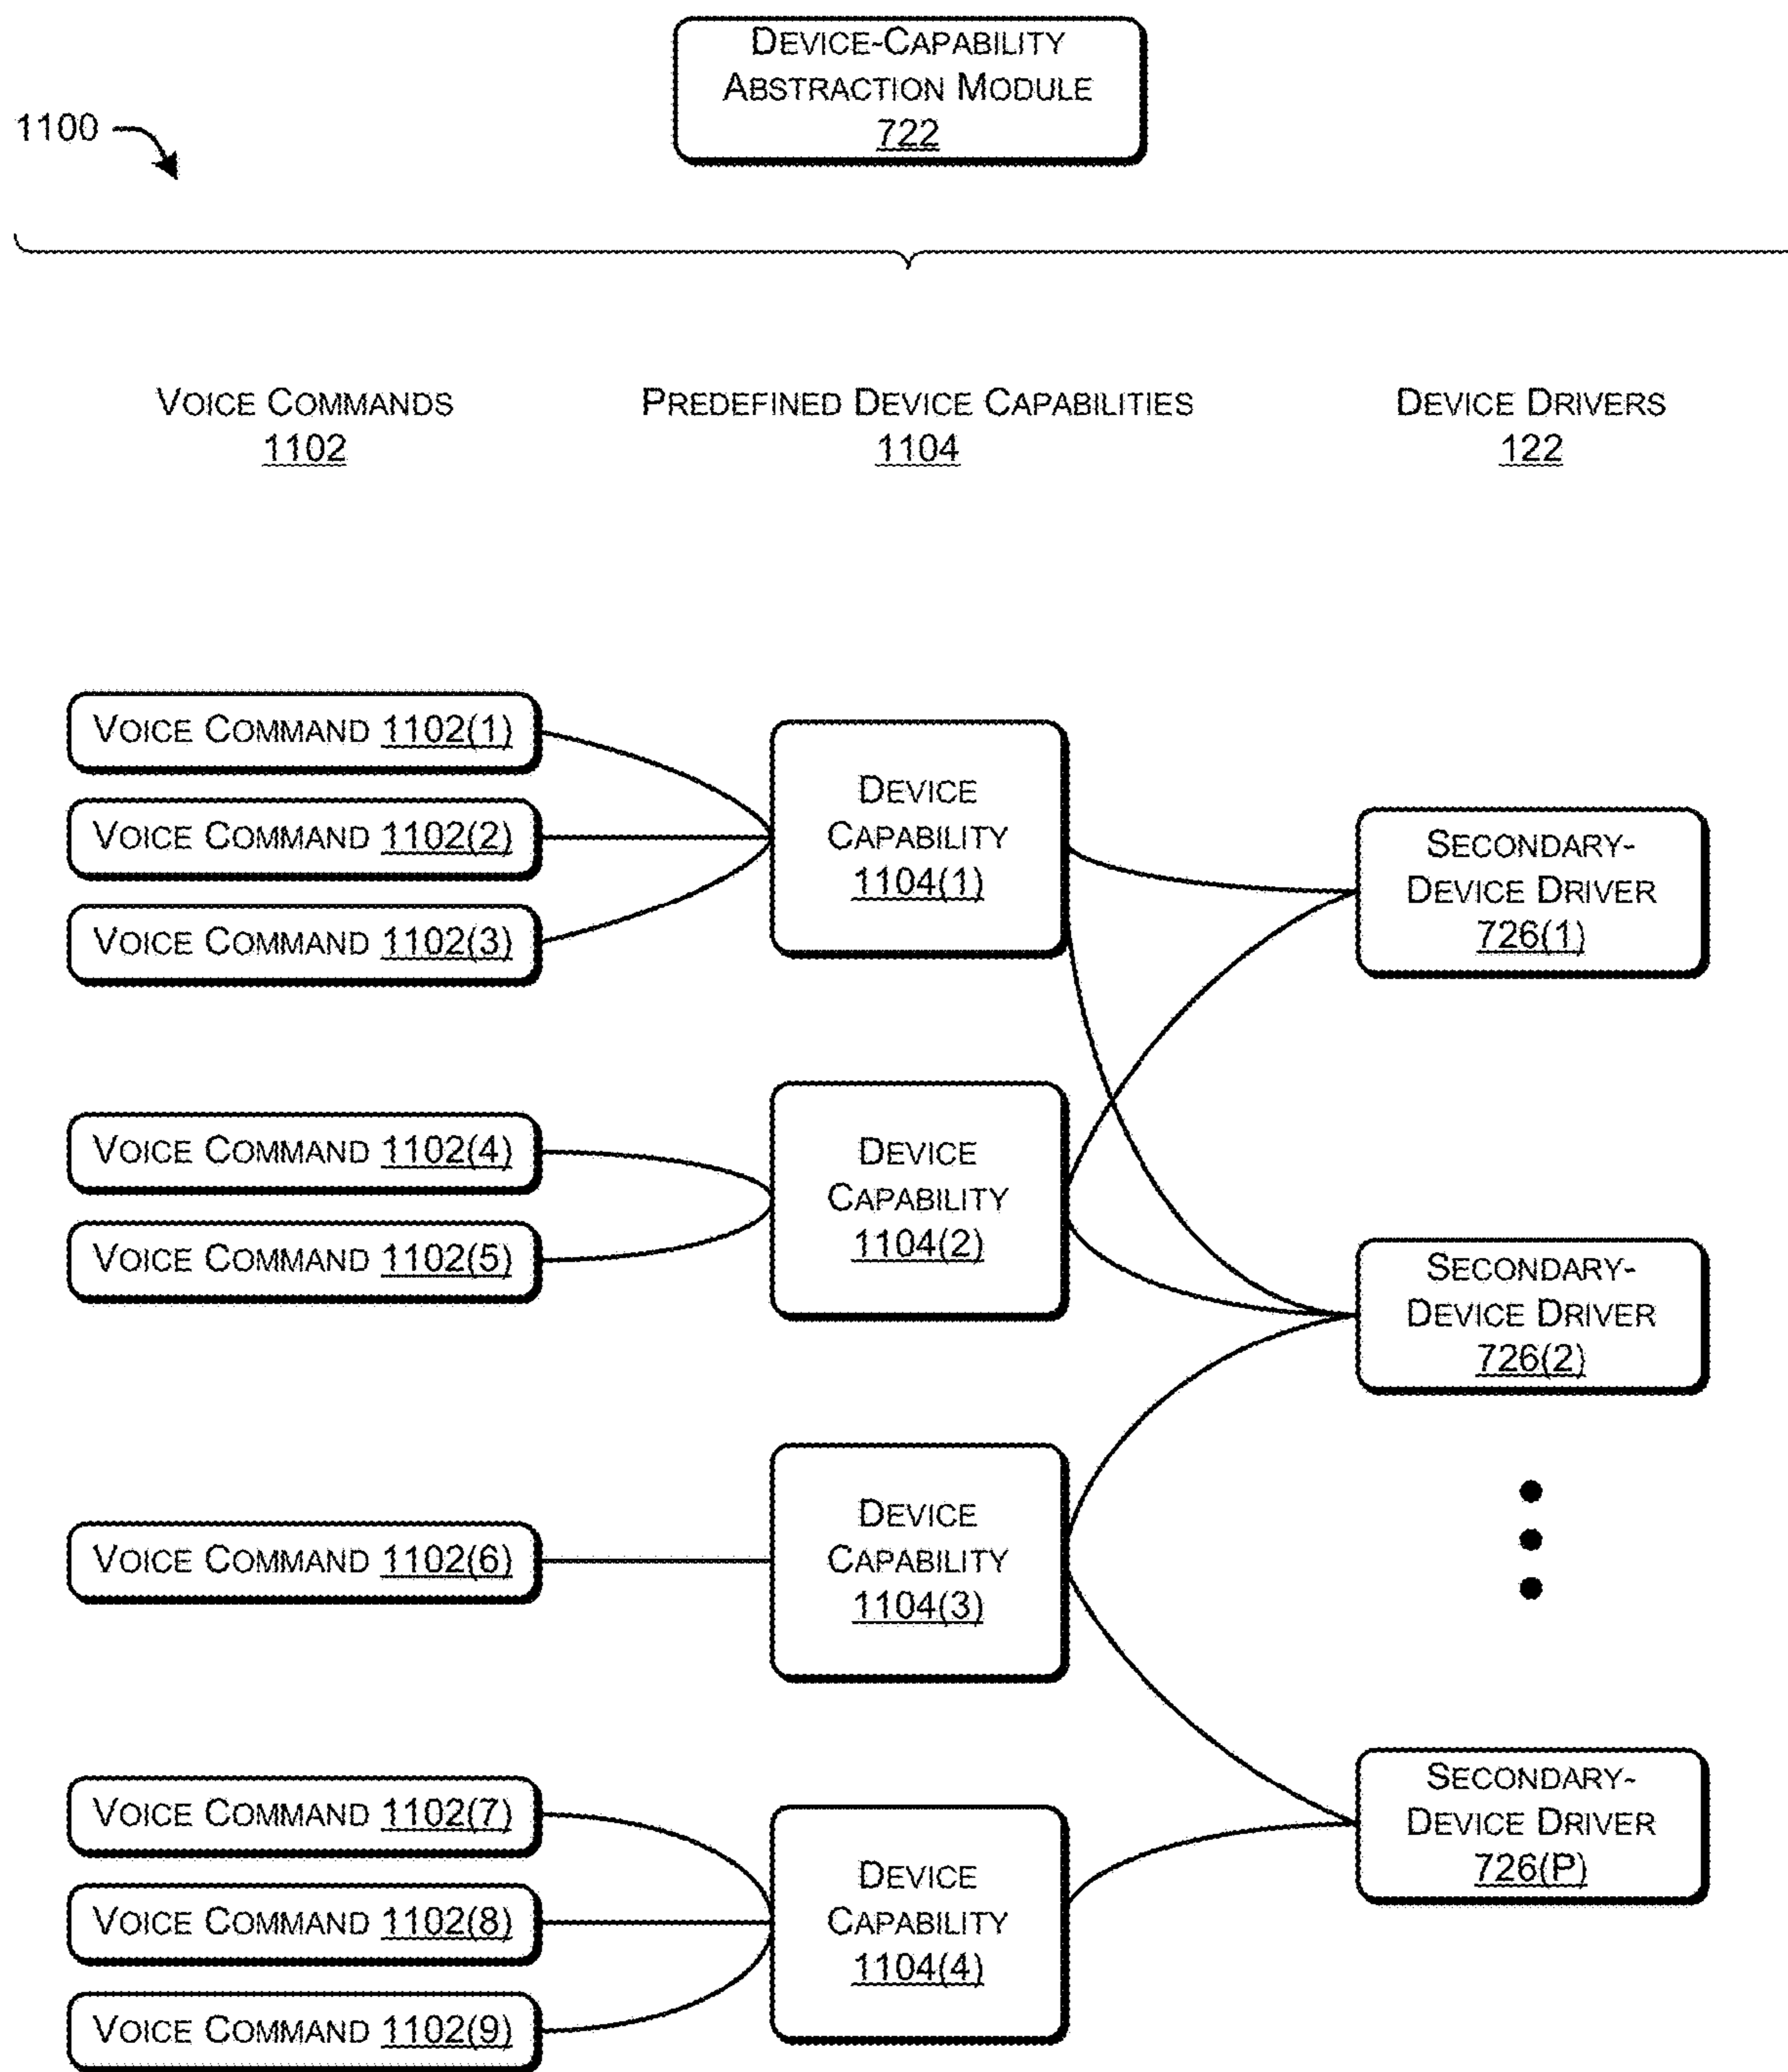 DEVICE-CAPABILITY
ABSTRACTION MODULE
722
1100
VOICE COMMANDS
1102
PREDEFINED DEVICE CAPABILITIES
1104
DEVICE DRIVERS
122
VOICE COMMAND 1102(1)
VOICE COMMAND 1102(2)
VOICE COMMAND 1102(3)
DEVICE
CAPABILITY
1104(1)
SECONDARY-
DEVICE DRIVER
726(1)
VOICE COMMAND 1102(4)
VOICE COMMAND 1102(5)
DEVICE
CAPABILITY
1104(2)
SECONDARY-
DEVICE DRIVER
726(2)
VOICE COMMAND 1102(6)
DEVICE
CAPABILITY
1104(3)
VOICE COMMAND 1102(7)
VOICE COMMAND 1102(8)
VOICE COMMAND 1102(9)
DEVICE
CAPABILITY
1104(4)
SECONDARY-
DEVICE DRIVER
726(P)